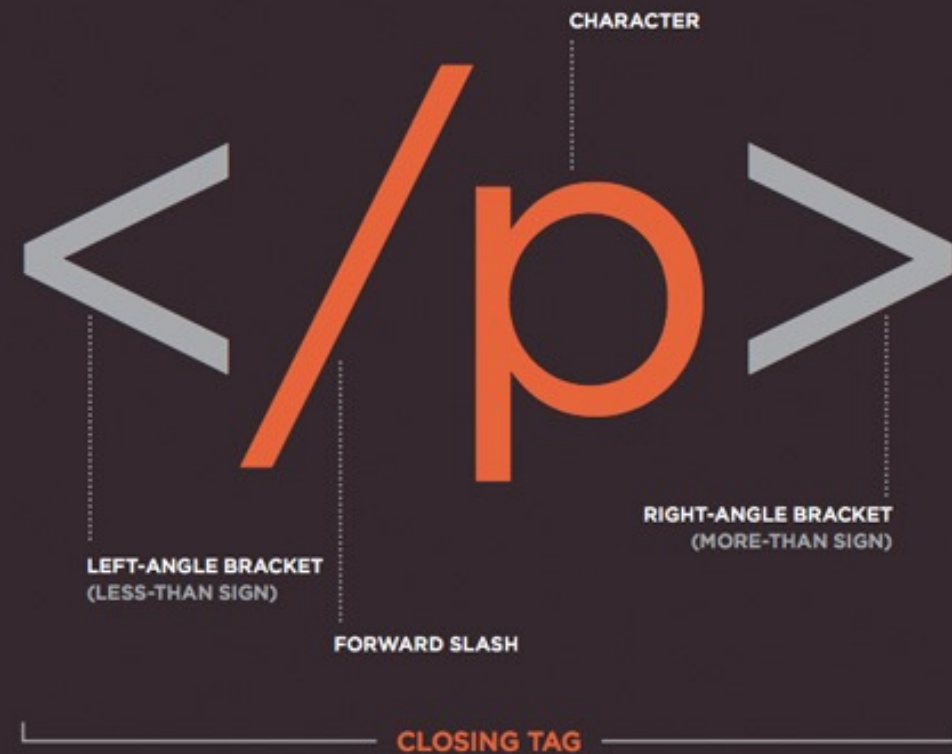 CHARACTER
</p>
RIGHT-ANGLE BRACKET
(MORE-THAN SIGN)
LEFT-ANGLE BRACKET
(LESS-THAN SIGN)
FORWARD SLASH
CLOSING TAG